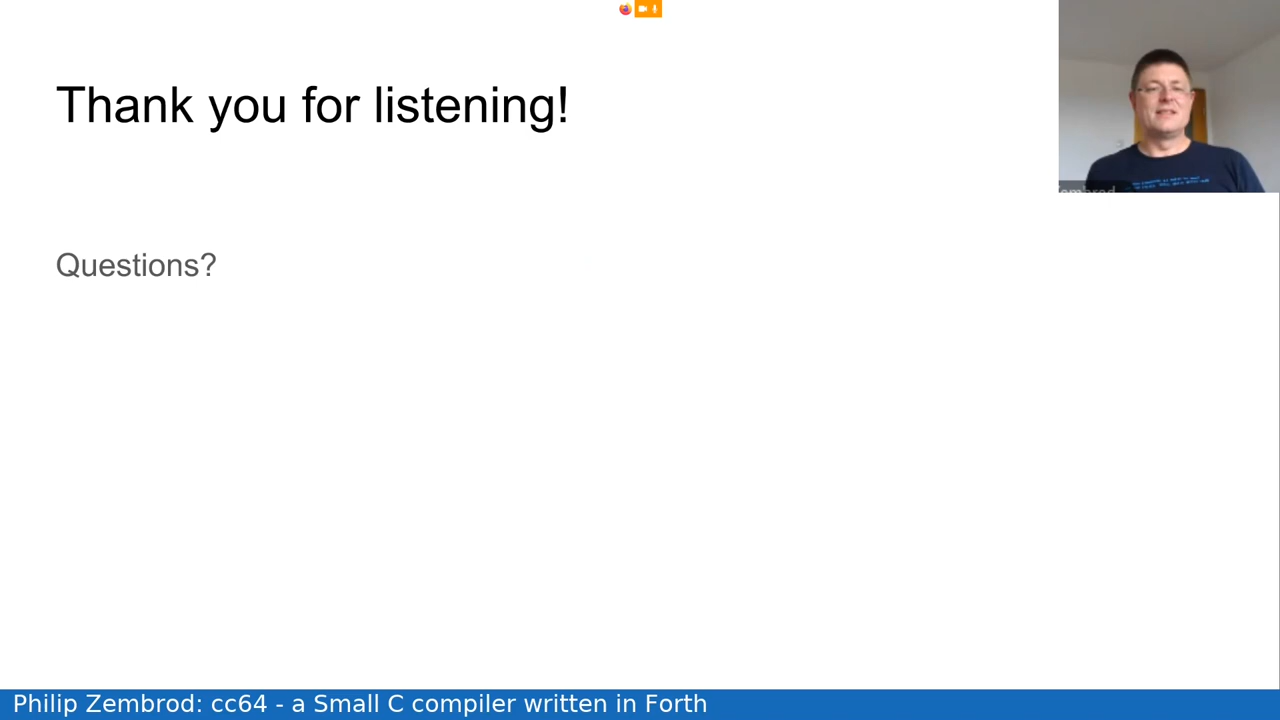 Thank you for listening!
Questions?
Philip Zembrod: cc64 - a Small C compiler written in Forth